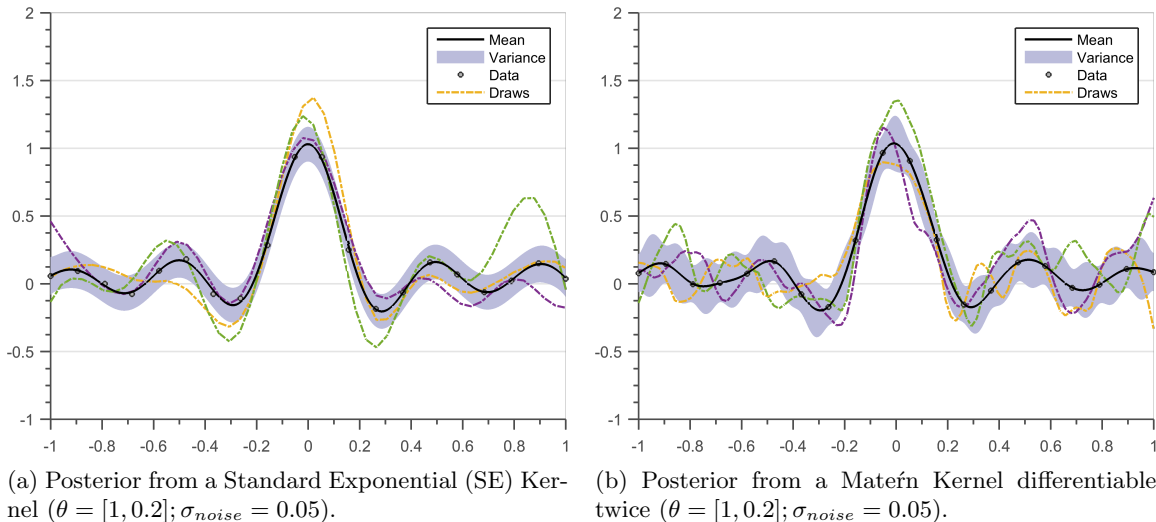 2
1.5
1
0.5
0
-0.5
-1
-1 -0.8 -0.6 -0.4 -0.2 0 0.2 0.4 0.6 0.8 1
Mean
Variance
Data
Draws
(a) Posterior from a Standard Exponential (SE) Ker-
nel (θ = [1, 0.2]; σnoise = 0.05).
2
1.5
1
0.5
0
-0.5
-1
-1 -0.8 -0.6 -0.4 -0.2 0 0.2 0.4 0.6 0.8 1
Mean
Variance
Data
Draws
(b) Posterior from a Mateŕn Kernel differentiable
twice (θ = [1, 0.2]; σnoise = 0.05).